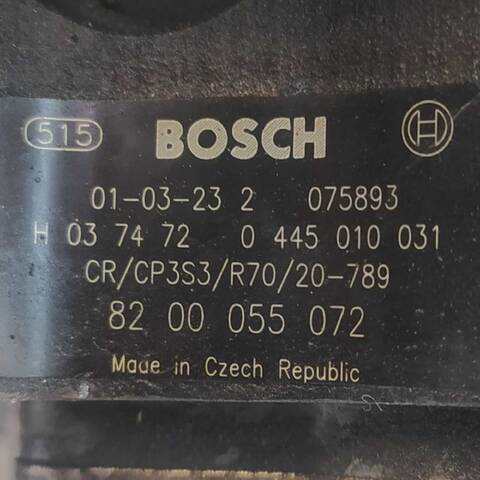 515 BOSCH
01-03-23 2 075893
H 03 74 72 0 445 010 031
CR/CP3S3/R70/20-789
82 00 055 072
Made in Czech Republic